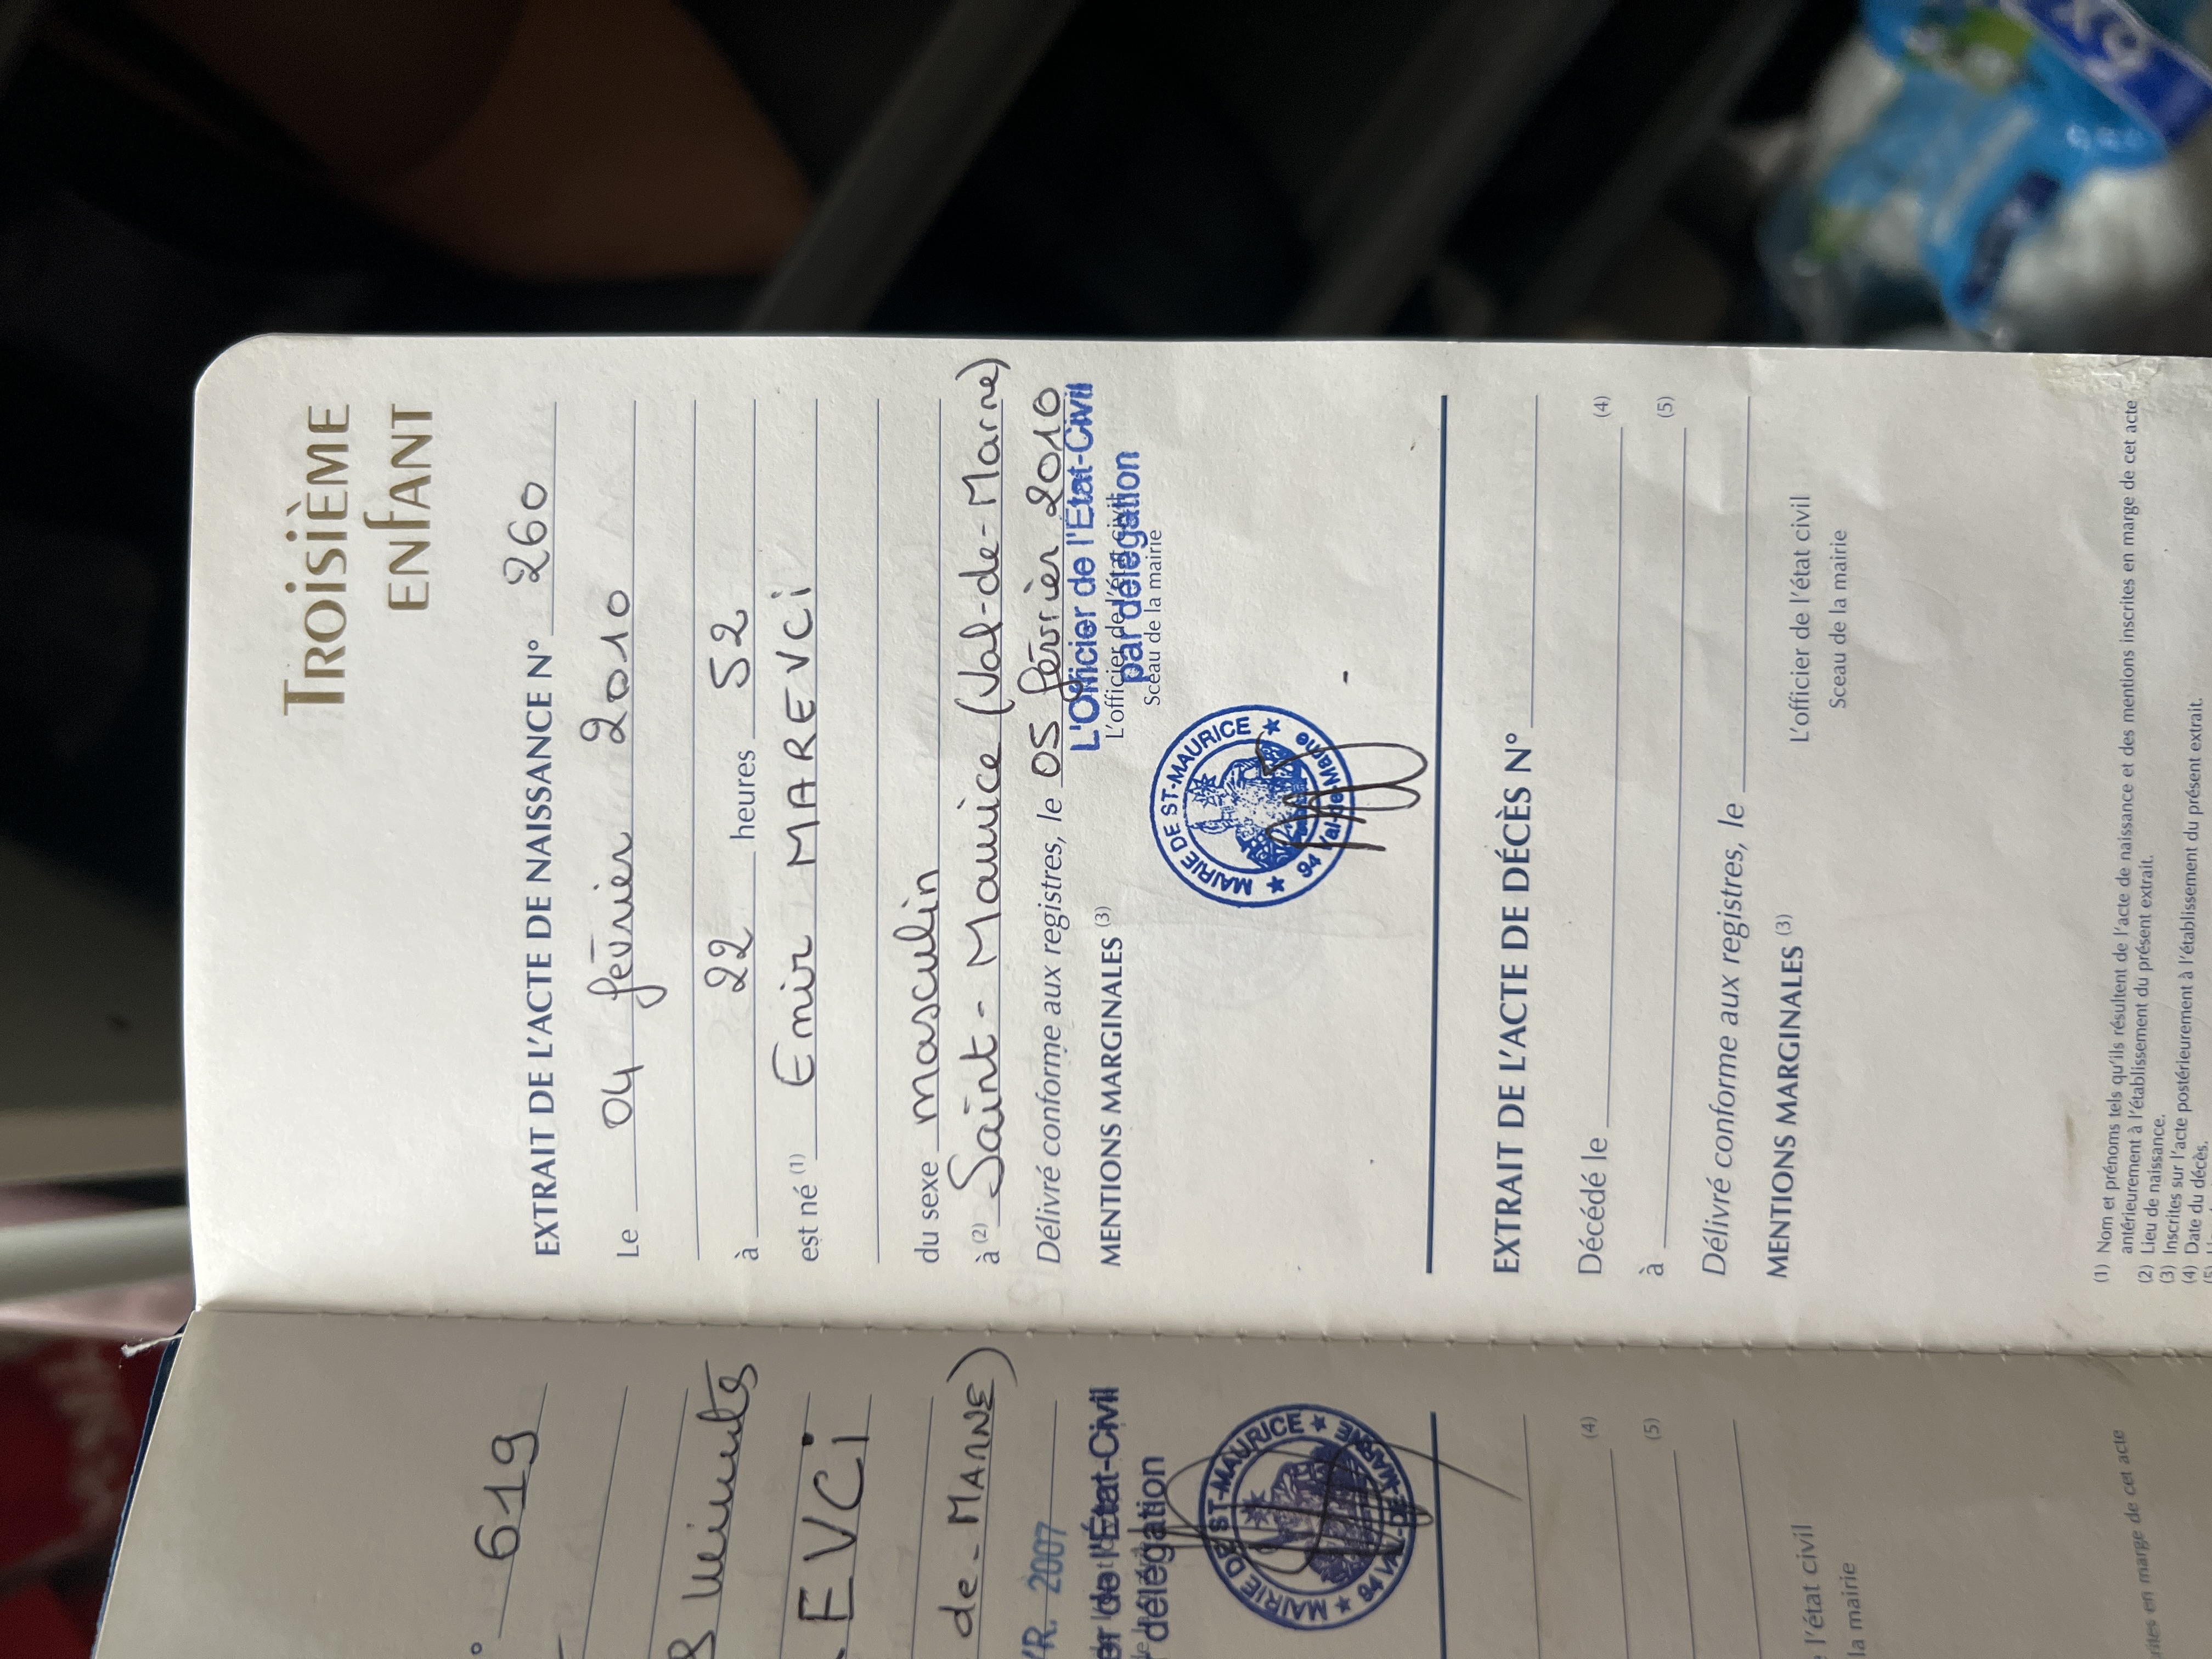 TROISIÈME
ENFANT
EXTRAIT DE L'ACTE DE NAISSANCE N° 260
Le 04 février 2010
à 22 heures 52
est né (1) Emir MAREVCi
du sexe masculin
à (2) Saint-Maurice (Val-de-Marne)
Délivré conforme aux registres, le 05 février 2010
L'Officier de l'État-Civil
par délégation
MENTIONS MARGINALES (3)
L'officier de l'état civil
Sceau de la mairie
MAIRIE DE ST-MAURICE ★ 94 Val-de-Marne ★
EXTRAIT DE L'ACTE DE DÉCÈS N°
Décédé le (4)
à (5)
Délivré conforme aux registres, le
MENTIONS MARGINALES (3)
L'officier de l'état civil
Sceau de la mairie
(1) Nom et prénoms tels qu'ils résultent de l'acte de naissance et des mentions inscrites en marge de cet acte
antérieurement à l'établissement du présent extrait.
(2) Lieu de naissance.
(3) Inscrites sur l'acte postérieurement à l'établissement du présent extrait.
(4) Date du décès.
(5)
° 619
8 minutes
EVCi
de-MARNE)
VR. 2007
er de l'État-Civil
délégation
MAIRIE DE ST-MAURICE ★ 94 VAL-DE-MARNE ★
(4)
(5)
l'état civil
la mairie
en marge de cet acte
x9